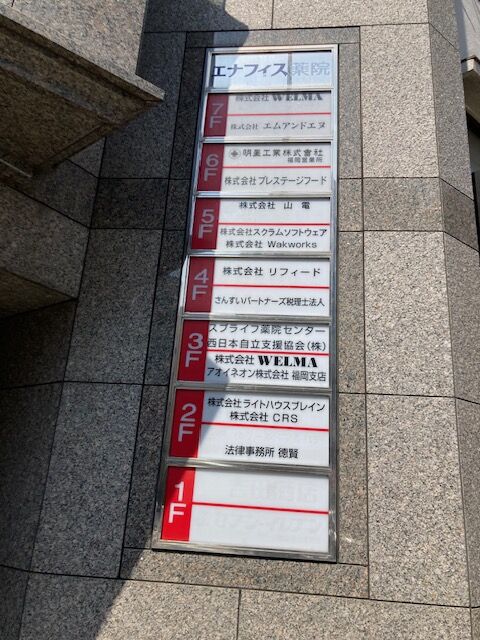 エナフィス薬院
7F
株式会社 WELMA
株式会社 エムアンドエヌ
6F
明星工業株式會社
福岡営業所
株式会社プレステージフード
5F
株式会社 山電
株式会社スクラムソフトウェア
株式会社 Wakworks
4F
株式会社 リフィード
さんすいパートナーズ税理士法人
3F
スプライフ薬院センター
西日本自立支援協会(株)
株式会社 WELMA
アオイネオン株式会社 福岡支店
2F
株式会社ライトハウスブレイン
株式会社 CRS
法律事務所 徳賢
1F